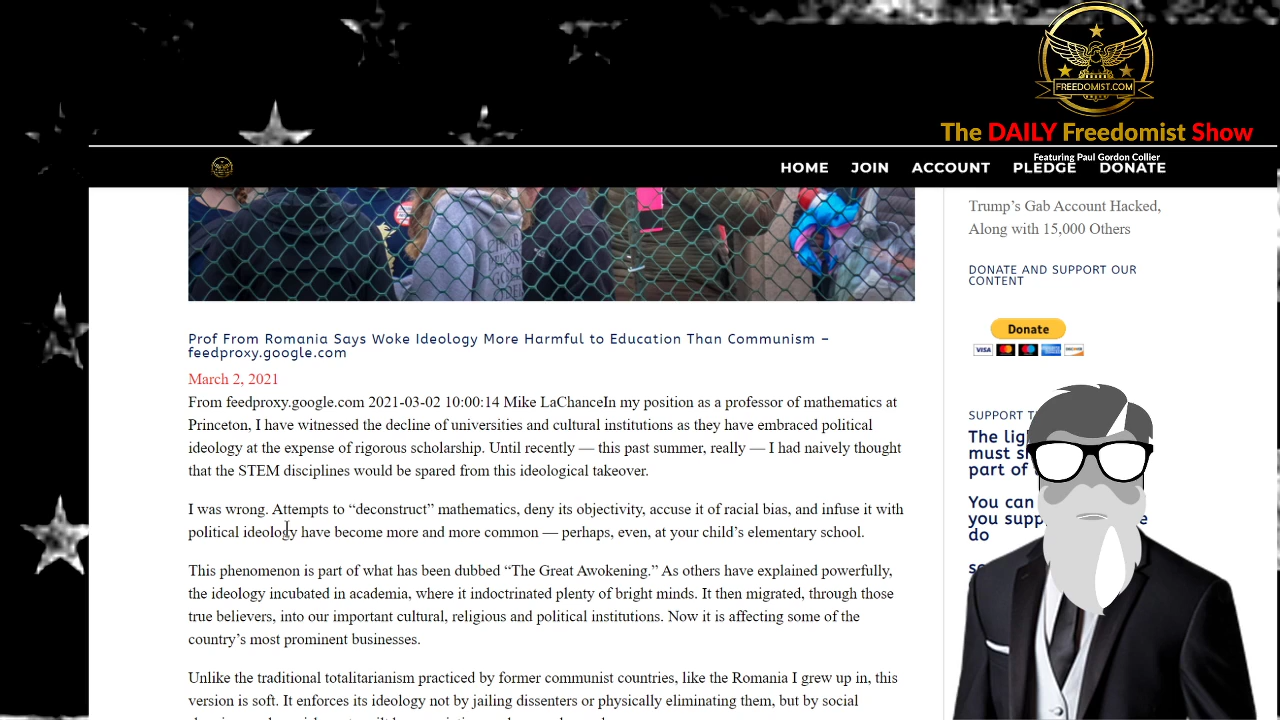 FREEDOMIST.COM
The DAILY Freedomist Show
Featuring Paul Gordon Collier
HOME JOIN ACCOUNT PLEDGE DONATE
Prof From Romania Says Woke Ideology More Harmful to Education Than Communism –
feedproxy.google.com
March 2, 2021
From feedproxy.google.com 2021-03-02 10:00:14 Mike LaChanceIn my position as a professor of mathematics at
Princeton, I have witnessed the decline of universities and cultural institutions as they have embraced political
ideology at the expense of rigorous scholarship. Until recently — this past summer, really — I had naively thought
that the STEM disciplines would be spared from this ideological takeover.
I was wrong. Attempts to “deconstruct” mathematics, deny its objectivity, accuse it of racial bias, and infuse it with
political ideology have become more and more common — perhaps, even, at your child’s elementary school.
This phenomenon is part of what has been dubbed “The Great Awokening.” As others have explained powerfully,
the ideology incubated in academia, where it indoctrinated plenty of bright minds. It then migrated, through those
true believers, into our important cultural, religious and political institutions. Now it is affecting some of the
country’s most prominent businesses.
Unlike the traditional totalitarianism practiced by former communist countries, like the Romania I grew up in, this
version is soft. It enforces its ideology not by jailing dissenters or physically eliminating them, but by social
Trump’s Gab Account Hacked,
Along with 15,000 Others
DONATE AND SUPPORT OUR
CONTENT
Donate
VISA
SUPPORT
The
must
part of
You can
you
do